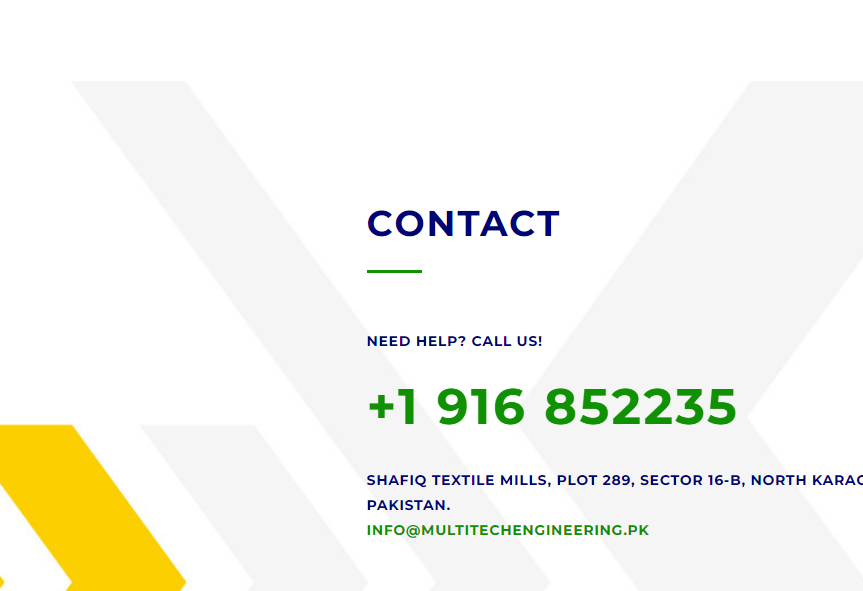 CONTACT
NEED HELP? CALL US!
+1 916 852235
SHAFIQ TEXTILE MILLS, PLOT 289, SECTOR 16-B, NORTH
PAKISTAN.
INFO@MULTITECHENGINEERING.PK